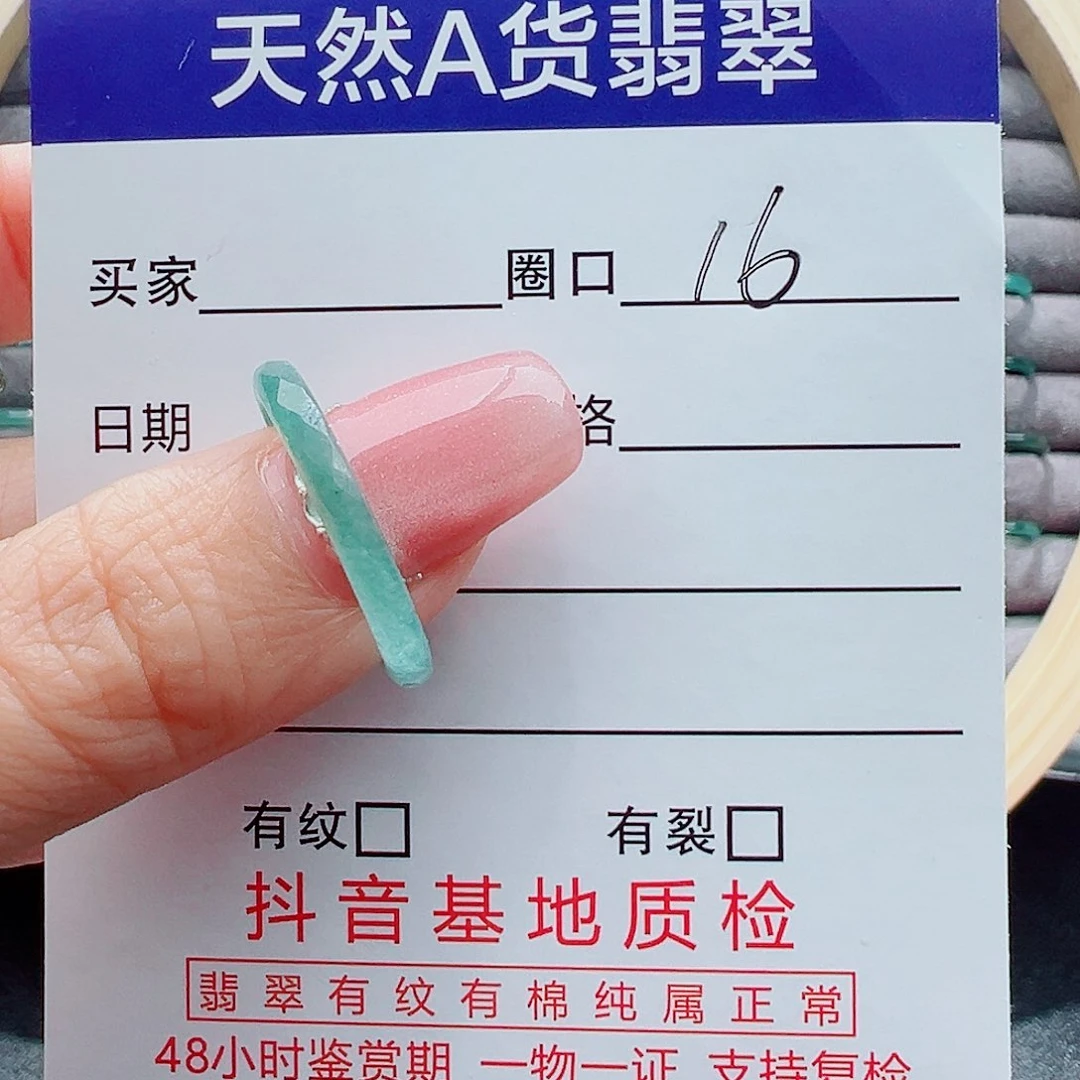 天然A货翡翠
买家 圈口 16
日期 格
有纹 有裂
抖音基地质检
翡翠有纹有棉纯属正常
48小时鉴赏期 一物一证 支持复检